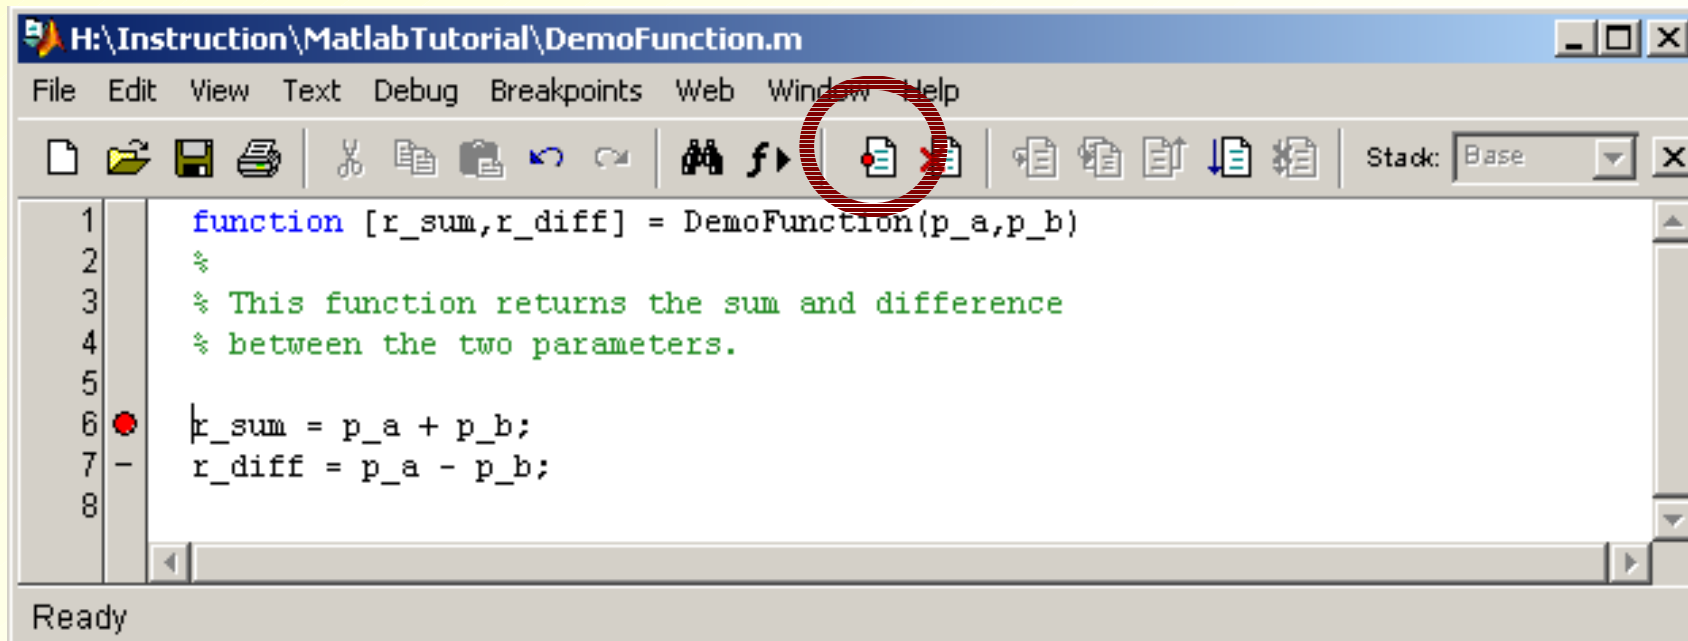 H:\Instruction\MatlabTutorial\DemoFunction.m
File Edit View Text Debug Breakpoints Web Window Help
Stack: Base
1 function [r_sum,r_diff] = DemoFunction(p_a,p_b)
2 %
3 % This function returns the sum and difference
4 % between the two parameters.
5
6 r_sum = p_a + p_b;
7 - r_diff = p_a - p_b;
8
Ready